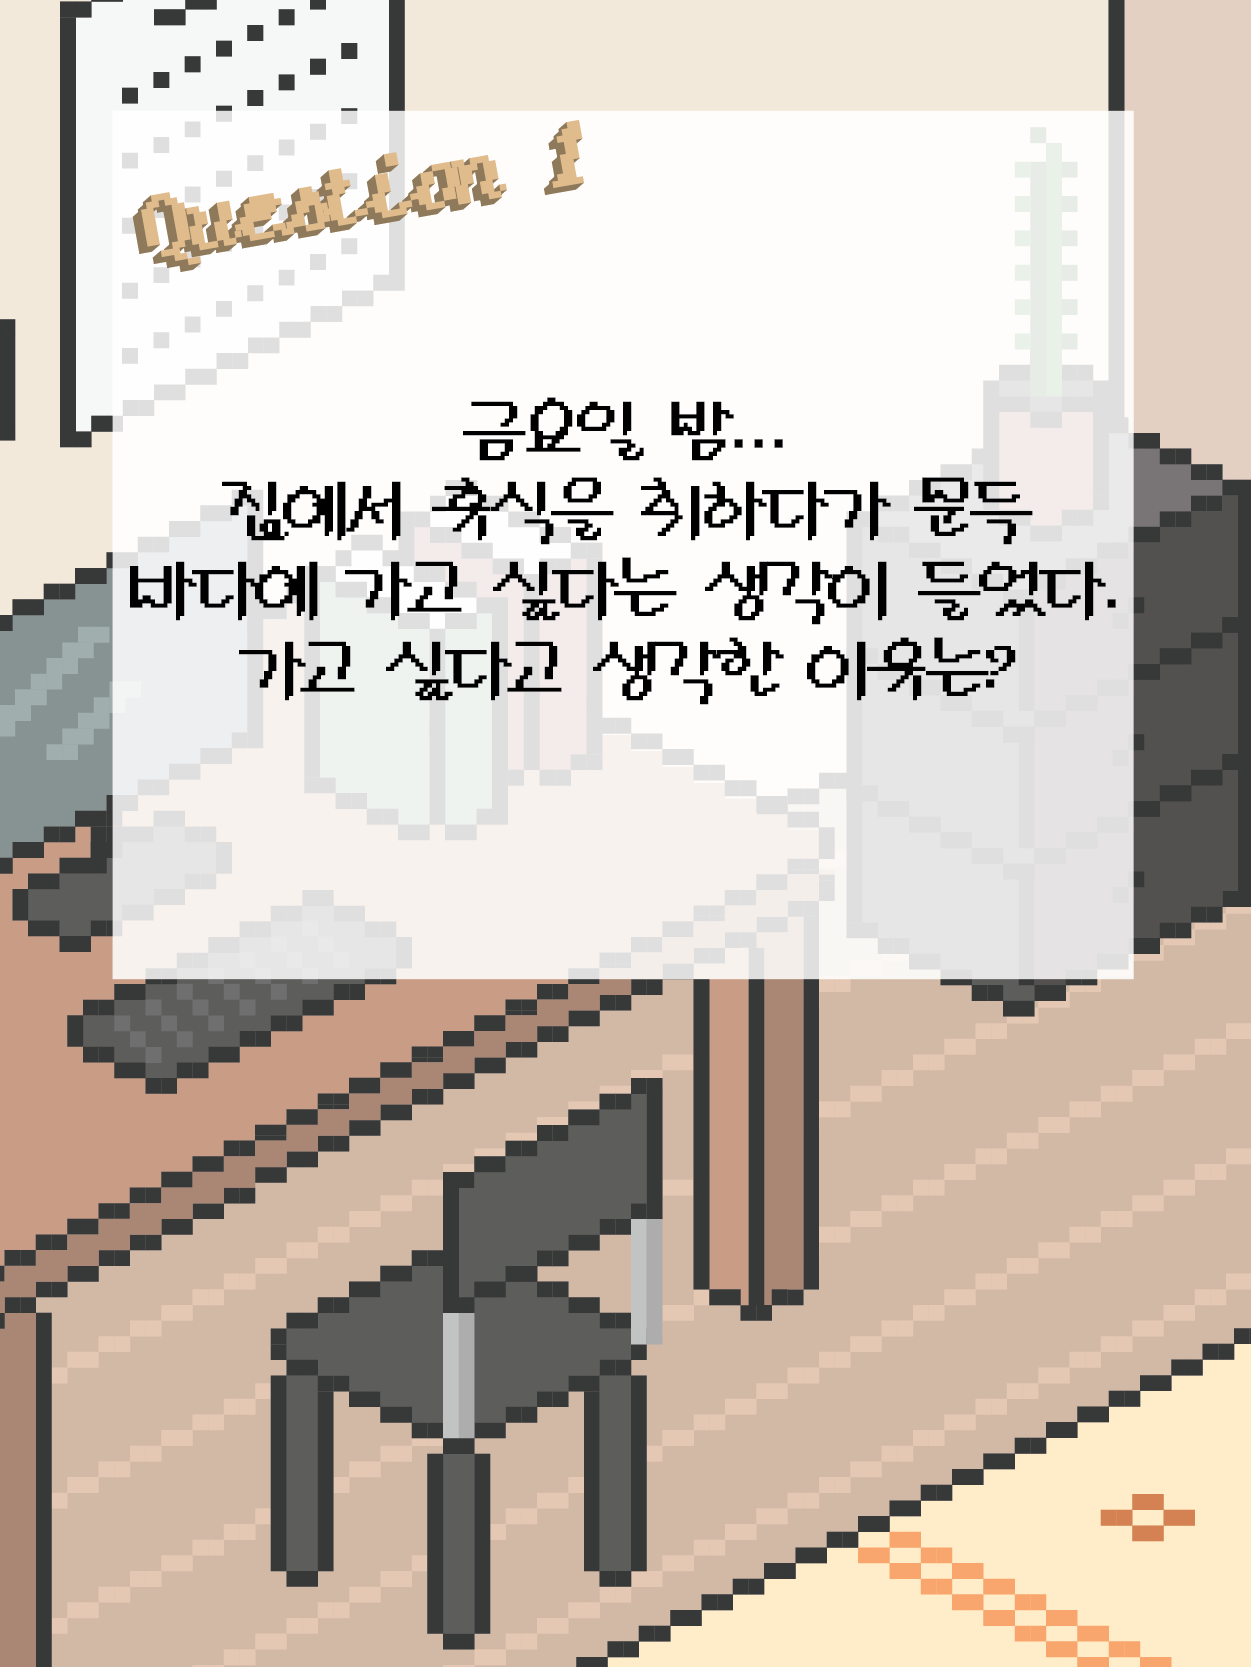 Question 1
금요일 밤...
집에서 휴식을 취하다가 문득
바다에 가고 싶다는 생각이 들었다.
가고 싶다고 생각한 이윳는?